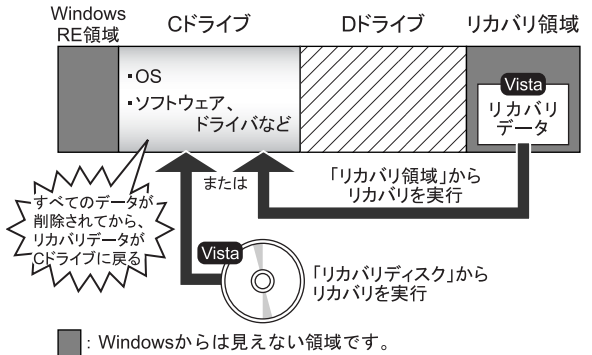 Windows
RE領域
Cドライブ
Dドライブ
リカバリ領域
・OS
・ソフトウェア、
ドライバなど
Vista
リカバリ
データ
または
「リカバリ領域」から
リカバリを実行
すべてのデータが
削除されてから、
リカバリデータが
Cドライブに戻る
Vista
「リカバリディスク」から
リカバリを実行
：Windowsからは見えない領域です。